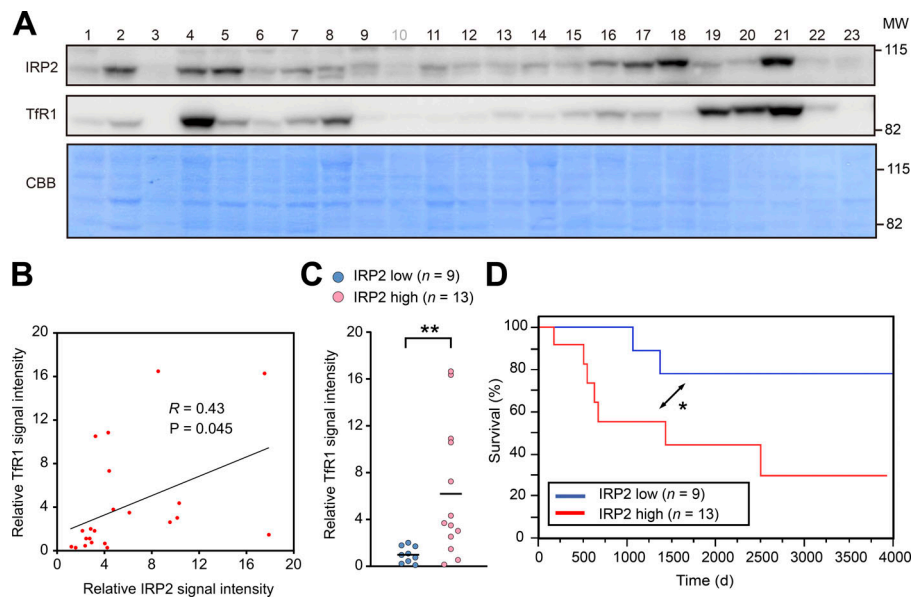 A
1 2 3 4 5 6 7 8 9 10 11 12 13 14 15 16 17 18 19 20 21 22 23 MW
IRP2
115
TfR1
82
CBB
115
82
B
Relative TfR1 signal intensity
20
16
12
8
4
0
R = 0.43
P = 0.045
0 4 8 12 16 20
Relative IRP2 signal intensity
C
IRP2 low (n = 9)
IRP2 high (n = 13)
Relative TfR1 signal intensity
20
16
12
8
4
0
**
D
Survival (%)
100
80
60
40
20
0
*
IRP2 low (n = 9)
IRP2 high (n = 13)
0 500 1000 1500 2000 2500 3000 3500 4000
Time (d)